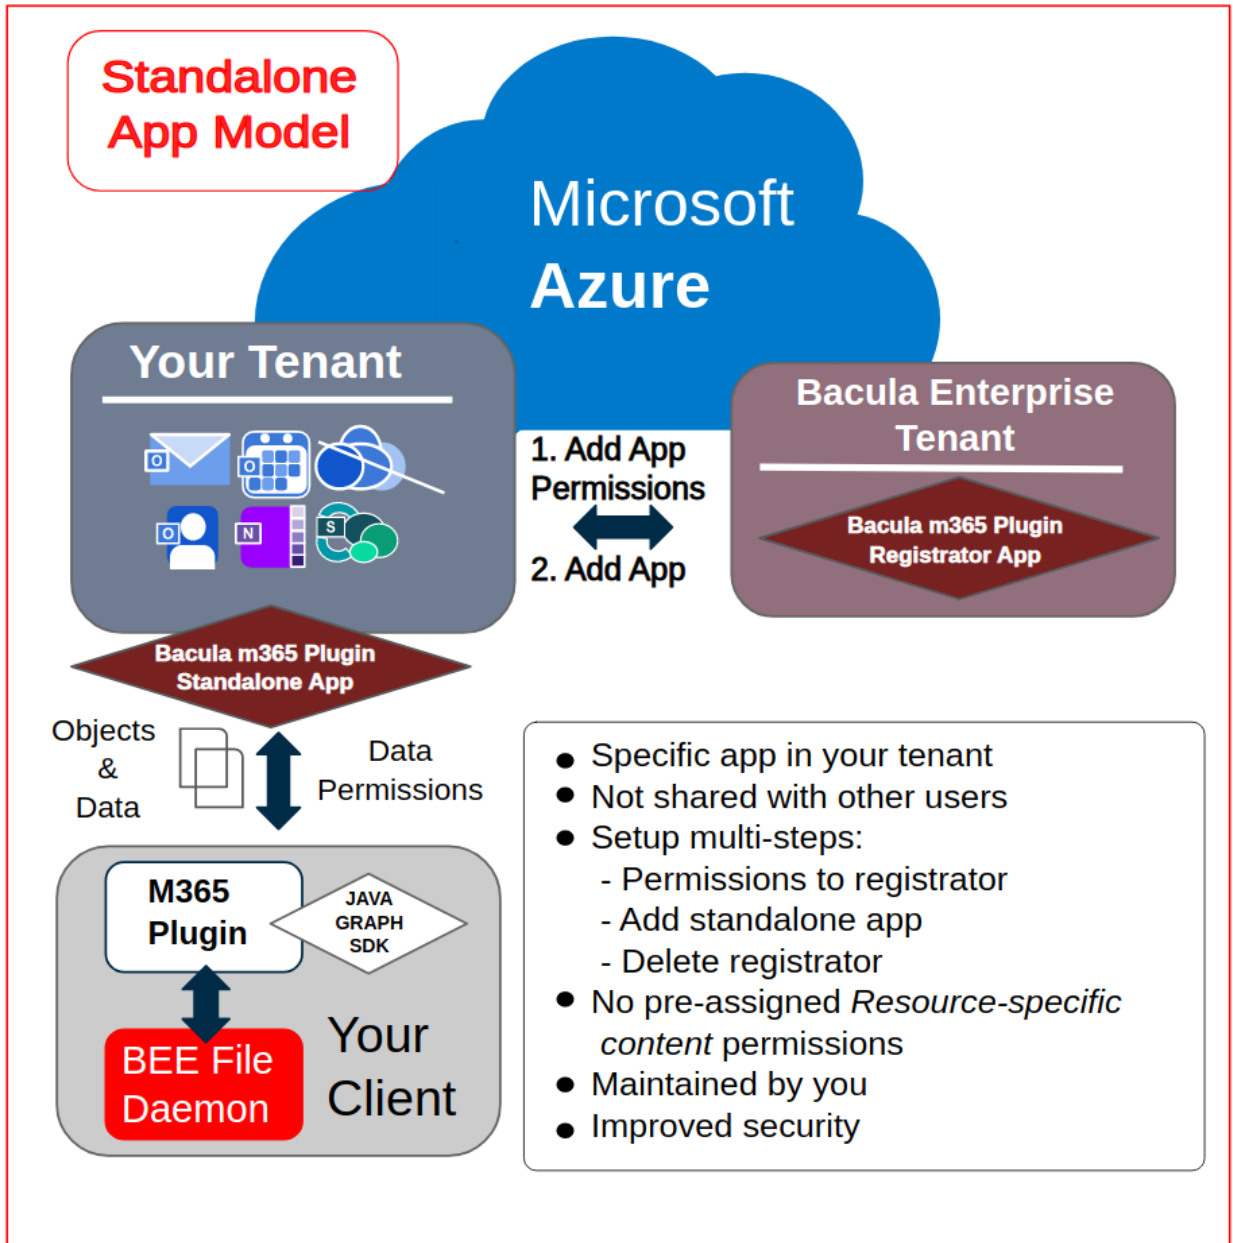 Standalone
App Model
Microsoft
Azure
Your Tenant
O
O
O
N
S
Bacula Enterprise
Tenant
1. Add App
Permissions
2. Add App
Bacula m365 Plugin
Registrator App
Bacula m365 Plugin
Standalone App
Objects
&
Data
Data
Permissions
M365
Plugin
JAVA
GRAPH
SDK
BEE File
Daemon
Your
Client
● Specific app in your tenant
● Not shared with other users
● Setup multi-steps:
- Permissions to registrator
- Add standalone app
- Delete registrator
● No pre-assigned Resource-specific
content permissions
● Maintained by you
● Improved security